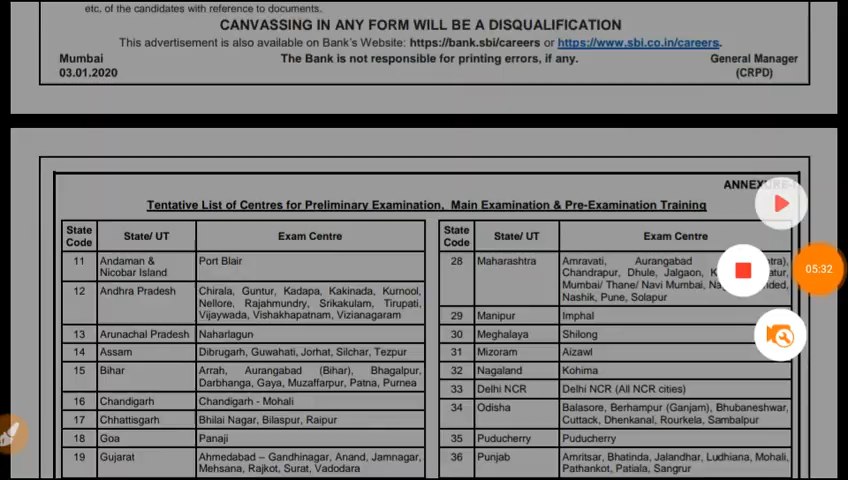 etc. of the candidates with reference to documents.
CANVASSING IN ANY FORM WILL BE A DISQUALIFICATION
This advertisement is also available on Bank's Website: https://bank.sbi/careers or https://www.sbi.co.in/careers.
Mumbai The Bank is not responsible for printing errors, if any. General Manager
03.01.2020 (CRPD)
Tentative List of Centres for Preliminary Examination, Main Examination & Pre-Examination Training
State Code State/ UT Exam Centre
11 Andaman & Port Blair
Nicobar Island
12 Andhra Pradesh Chirala, Guntur, Kadapa, Kakinada, Kurnool,
Nellore, Rajahmundry, Srikakulam, Tirupati,
Vijaywada, Vishakhapatnam, Vizianagaram
13 Arunachal Pradesh Naharlagun
14 Assam Dibrugarh, Guwahati, Jorhat, Silchar, Tezpur
15 Bihar Arrah, Aurangabad (Bihar), Bhagalpur,
Darbhanga, Gaya, Muzaffarpur, Patna, Purnea
16 Chandigarh Chandigarh - Mohali
17 Chhattisgarh Bhilai Nagar, Bilaspur, Raipur
18 Goa Panaji
19 Gujarat Ahmedabad – Gandhinagar, Anand, Jamnagar,
Mehsana, Rajkot, Surat, Vadodara
State Code State/ UT Exam Centre
28 Maharashtra Amravati, Aurangabad
Chandrapur, Dhule, Jalgaon,
Mumbai/ Thane/ Navi Mumbai,
Nashik, Pune, Solapur
29 Manipur Imphal
30 Meghalaya Shilong
31 Mizoram Aizawl
32 Nagaland Kohima
33 Delhi NCR Delhi NCR (All NCR cities)
34 Odisha Balasore, Berhampur (Ganjam), Bhubaneshwar,
Cuttack, Dhenkanal, Rourkela, Sambalpur
35 Puducherry Puducherry
36 Punjab Amritsar, Bhatinda, Jalandhar, Ludhiana, Mohali,
Pathankot, Patiala, Sangrur
05:32